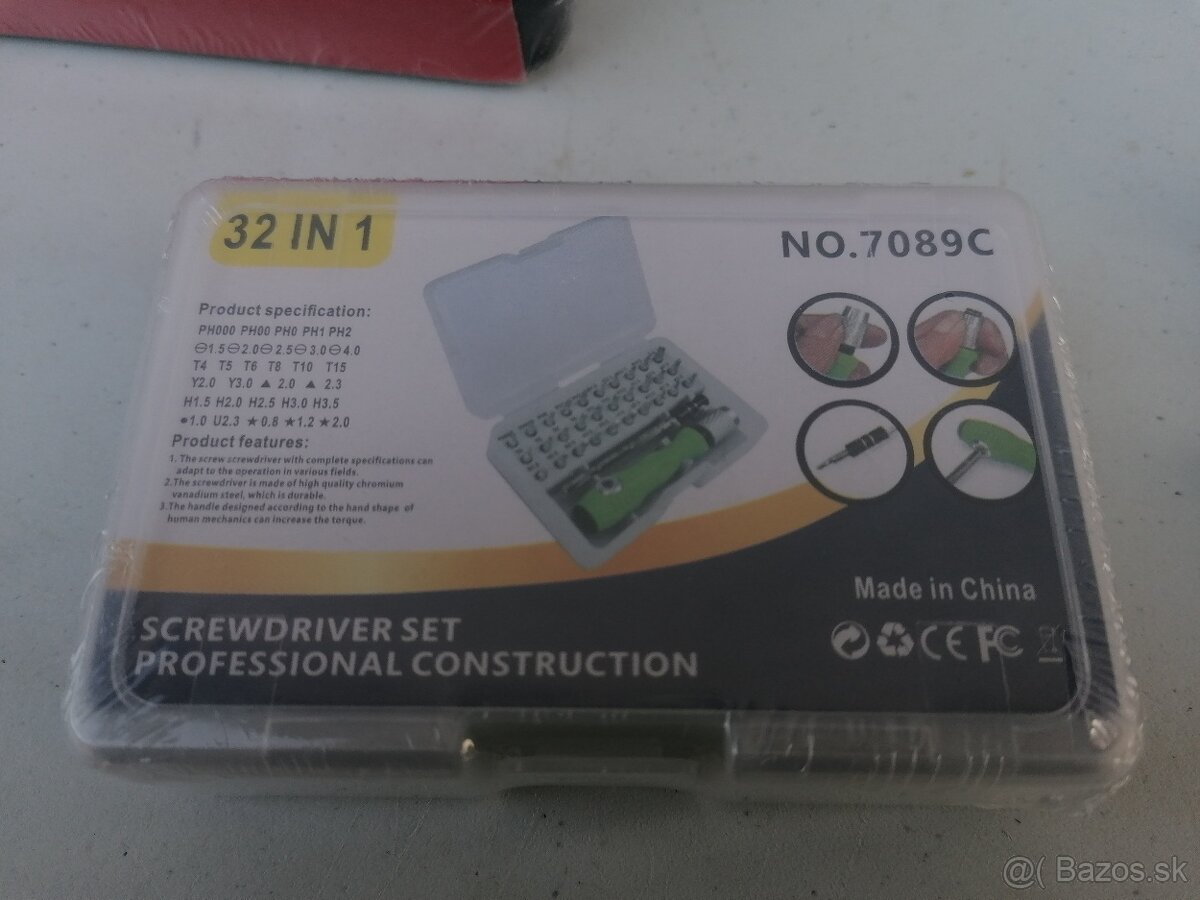 32 IN 1
NO.7089C
Product specification:
PH000 PH00 PH0 PH1 PH2
⊖1.5⊖2.0⊖2.5⊖3.0⊖4.0
T4 T5 T6 T8 T10 T15
Y2.0 Y3.0 ▲ 2.0 ▲ 2.3
H1.5 H2.0 H2.5 H3.0 H3.5
•1.0 U2.3 ★0.8 ★1.2 ★2.0
Product features:
1. The screw screwdriver with complete specifications can
adapt to the operation in various fields.
2.The screwdriver is made of high quality chromium
vanadium steel, which is durable.
3.The handle designed according to the hand shape of
human mechanics can increase the torque.
Made in China
CE FC
SCREWDRIVER SET
PROFESSIONAL CONSTRUCTION
@( Bazos.sk